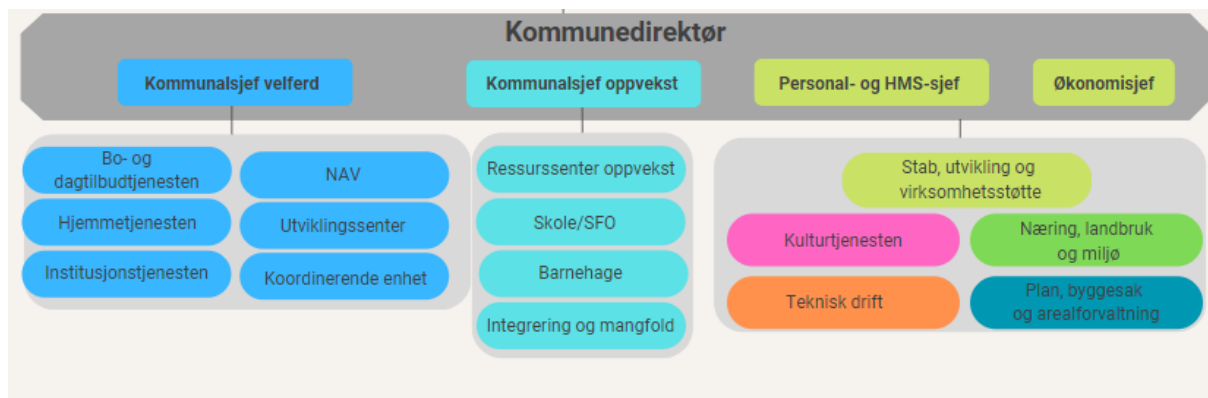 Kommunedirektør
Kommunalsjef velferd
Kommunalsjef oppvekst
Personal- og HMS-sjef
Økonomisjef
Bo- og
dagtilbudtjenesten
NAV
Hjemmetjenesten
Utviklingssenter
Institusjonstjenesten
Koordinerende enhet
Ressurssenter oppvekst
Skole/SFO
Barnehage
Integrering og mangfold
Stab, utvikling og
virksomhetsstøtte
Kulturtjenesten
Næring, landbruk
og miljø
Teknisk drift
Plan, byggesak
og arealforvaltning